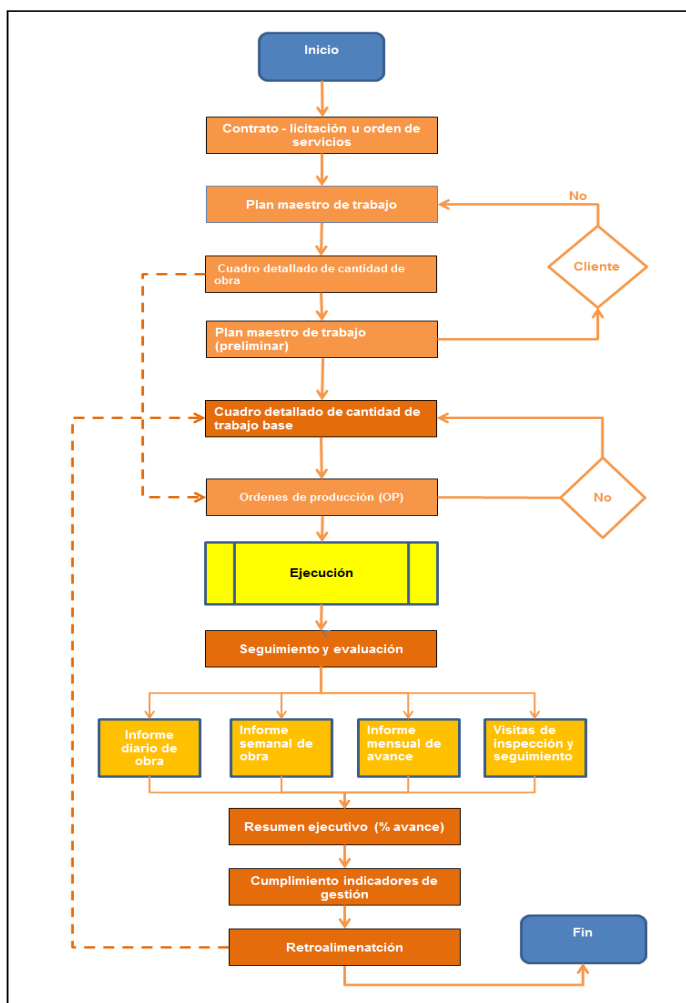 Inicio
Contrato - licitación u orden de
servicios
Plan maestro de trabajo
No
Cliente
Cuadro detallado de cantidad de
obra
Plan maestro de trabajo
(preliminar)
Cuadro detallado de cantidad de
trabajo base
Ordenes de producción (OP)
No
Ejecución
Seguimiento y evaluación
Informe
diario de
obra
Informe
semanal de
obra
Informe
mensual de
avance
Visitas de
inspección y
seguimiento
Resumen ejecutivo (% avance)
Cumplimiento indicadores de
gestión
Retroalimenatción
Fin